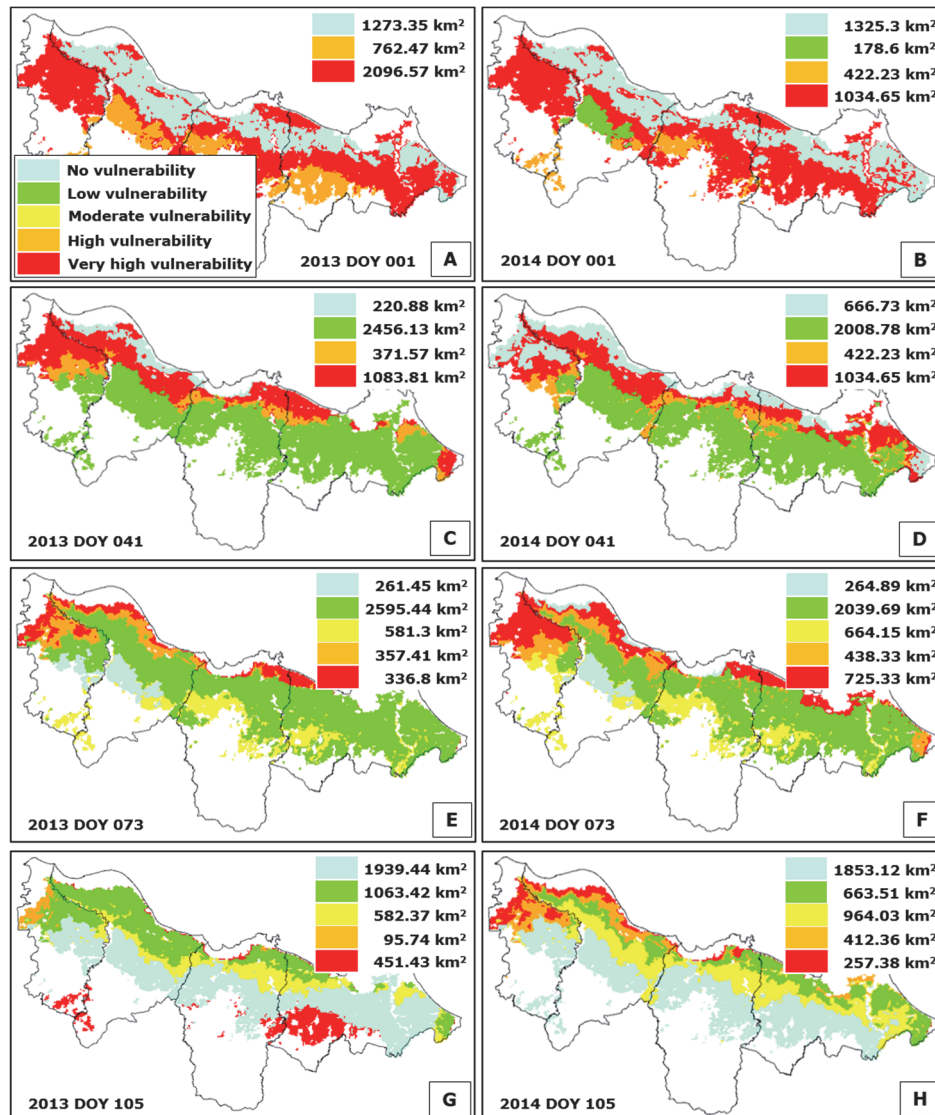 1273.35 km²
762.47 km²
2096.57 km²
No vulnerability
Low vulnerability
Moderate vulnerability
High vulnerability
Very high vulnerability
2013 DOY 001
A
1325.3 km²
178.6 km²
422.23 km²
1034.65 km²
2014 DOY 001
B
220.88 km²
2456.13 km²
371.57 km²
1083.81 km²
2013 DOY 041
C
666.73 km²
2008.78 km²
422.23 km²
1034.65 km²
2014 DOY 041
D
261.45 km²
2595.44 km²
581.3 km²
357.41 km²
336.8 km²
2013 DOY 073
E
264.89 km²
2039.69 km²
664.15 km²
438.33 km²
725.33 km²
2014 DOY 073
F
1939.44 km²
1063.42 km²
582.37 km²
95.74 km²
451.43 km²
2013 DOY 105
G
1853.12 km²
663.51 km²
964.03 km²
412.36 km²
257.38 km²
2014 DOY 105
H